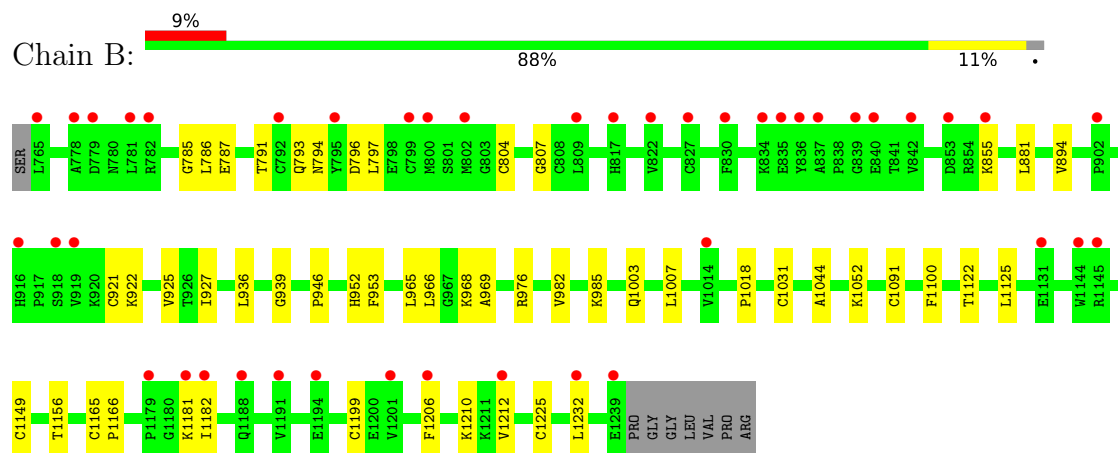 9%
Chain B:
88% 11% •
SER L765 A778 D779 N780 L781 R782 G785 L786 E787 T791 C792 Q793 N794 Y795 D796 L797 E798 C799 M800 S801 M802 G803 C804 G807 C808 L809 H817 V822 C827 F830 K834 E835 Y836 A837 P838 G839 E840 T841 V842 D853 R854 K855 L881 V894 P902
H916 P917 S918 V919 K920 C921 K922 V925 T926 I927 L936 G939 P946 H952 F953 L965 L966 G967 K968 A969 R976 V982 K985 Q1003 L1007 V1014 P1018 C1031 A1044 K1052 C1091 F1100 T1122 L1125 E1131 W1144 R1145
C1149 T1156 C1165 P1166 P1179 G1180 K1181 I1182 Q1188 V1191 E1194 C1199 E1200 V1201 F1206 K1210 K1211 V1212 C1225 L1232 E1239 PRO GLY GLY LEU VAL PRO ARG